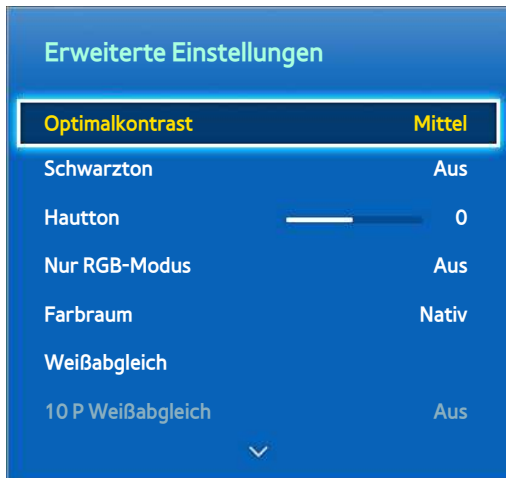 Erweiterte Einstellungen
Optimalkontrast Mittel
Schwarzton Aus
Hautton 0
Nur RGB-Modus Aus
Farbraum Nativ
Weißabgleich
10 P Weißabgleich Aus